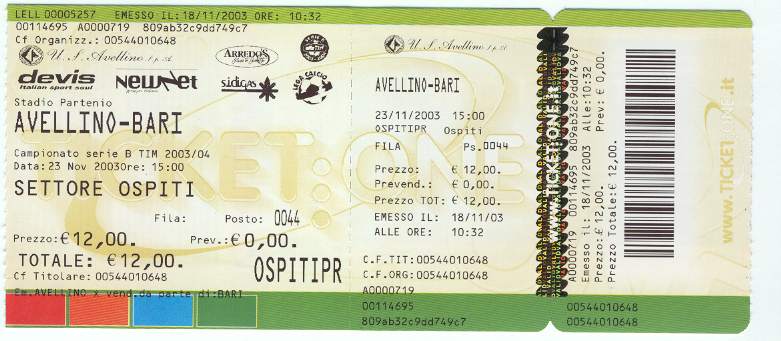 LELL 00005257 EMESSO IL: 18/11/2003 ORE: 10:32
00114695 A0000719 809ab32c9dd749c7
Cf Organizz.: 00544010648
U. S. Avellino s.p.a.
ARREDO'S
devis
italian sport soul
NewNet
sidigas
LEGA CALCIO
Stadio Partenio
AVELLINO-BARI
Campionato serie B TIM 2003/04
Data:23 Nov 2003Ore:15:00
SETTORE OSPITI
Fila: Posto: 0044
Prezzo:€ 12,00. Prev.:€ 0,00.
TOTALE: € 12,00. OSPITIPR
Cf Titolare: 00544010648
Em.AVELLINO x vend.da parte di:BARI
TICKET:ONE
U. S. Avellino s.p.a.
AVELLINO-BARI
23/11/2003 15:00
OSPITIPR Ospiti
FILA Ps.0044
Prezzo: € 12,00.
Prevend.: € 0,00.
Prezzo TOT: € 12,00.
EMESSO IL: 18/11/03
ALLE ORE: 10:32
C.F.TIT:00544010648
C.F.ORG:00544010648
A0000719
00114695
809ab32c9dd749c7
WWW.TICKETONE.it
A0000719 00114695 809ab32c9dd749c7
Emesso il: 18/11/2003 Alle:10:32
Prezzo:€ 12,00. Prev: € 0,00.
Prezzo Totale:€ 12,00.
www.TICKETONE.it
00544010648
00544010648